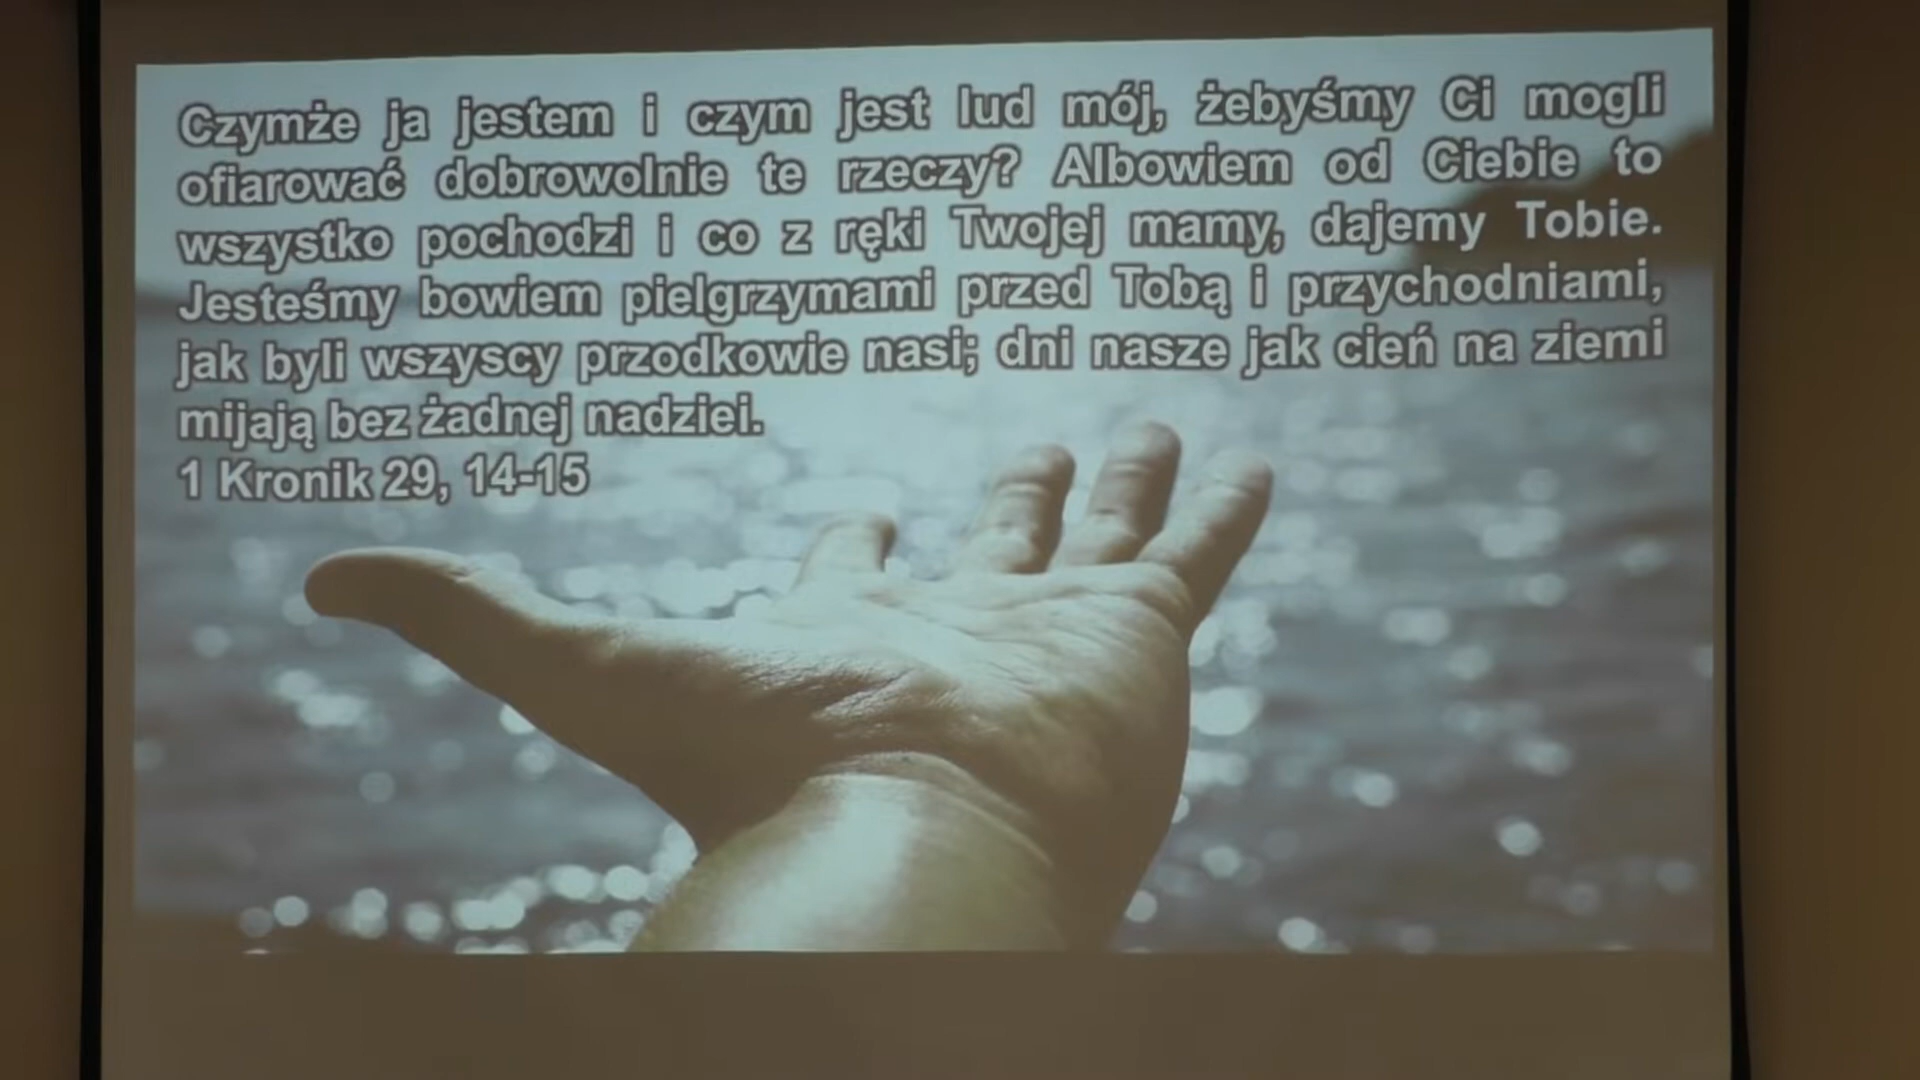 Czymże ja jestem i czym jest lud mój, żebyśmy Ci mogli
ofiarować dobrowolnie te rzeczy? Albowiem od Ciebie to
wszystko pochodzi i co z ręki Twojej mamy, dajemy Tobie.
Jesteśmy bowiem pielgrzymami przed Tobą i przychodniami,
jak byli wszyscy przodkowie nasi; dni nasze jak cień na ziemi
mijają bez żadnej nadziei.
1 Kronik 29, 14-15